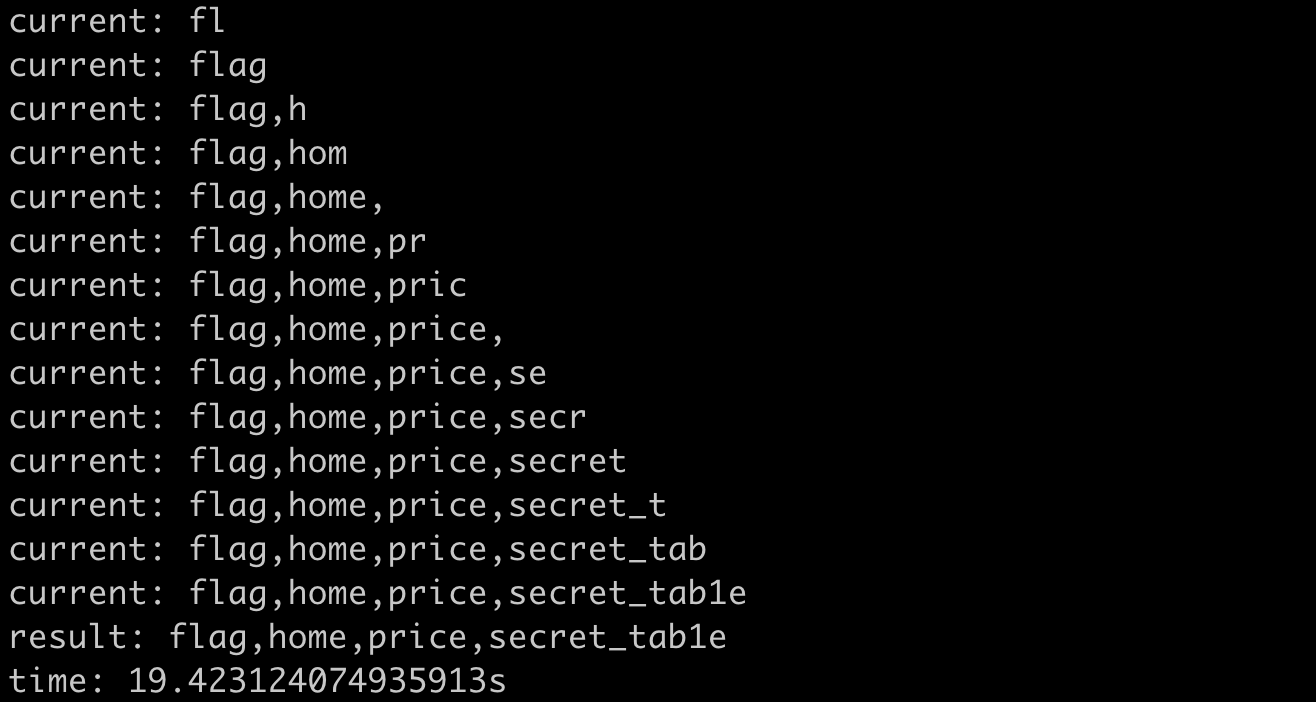 current: fl
current: flag
current: flag,h
current: flag,hom
current: flag,home,
current: flag,home,pr
current: flag,home,pric
current: flag,home,price,
current: flag,home,price,se
current: flag,home,price,secr
current: flag,home,price,secret
current: flag,home,price,secret_t
current: flag,home,price,secret_tab
current: flag,home,price,secret_tab1e
result: flag,home,price,secret_tab1e
time: 19.423124074935913s